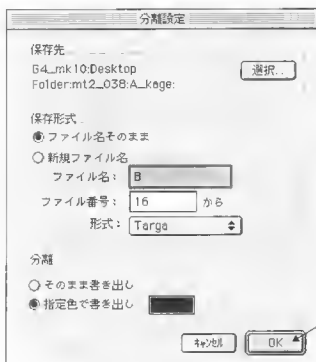 分離設定
保存先
G4_mk10:Desktop
Folder:mt2_038:A_kage:
選択...
保存形式
ファイル名そのまま
新規ファイル名
ファイル名： B
ファイル番号： 16 から
形式： Targa
分離
そのまま書き出し
指定色で書き出し
キャンセル OK